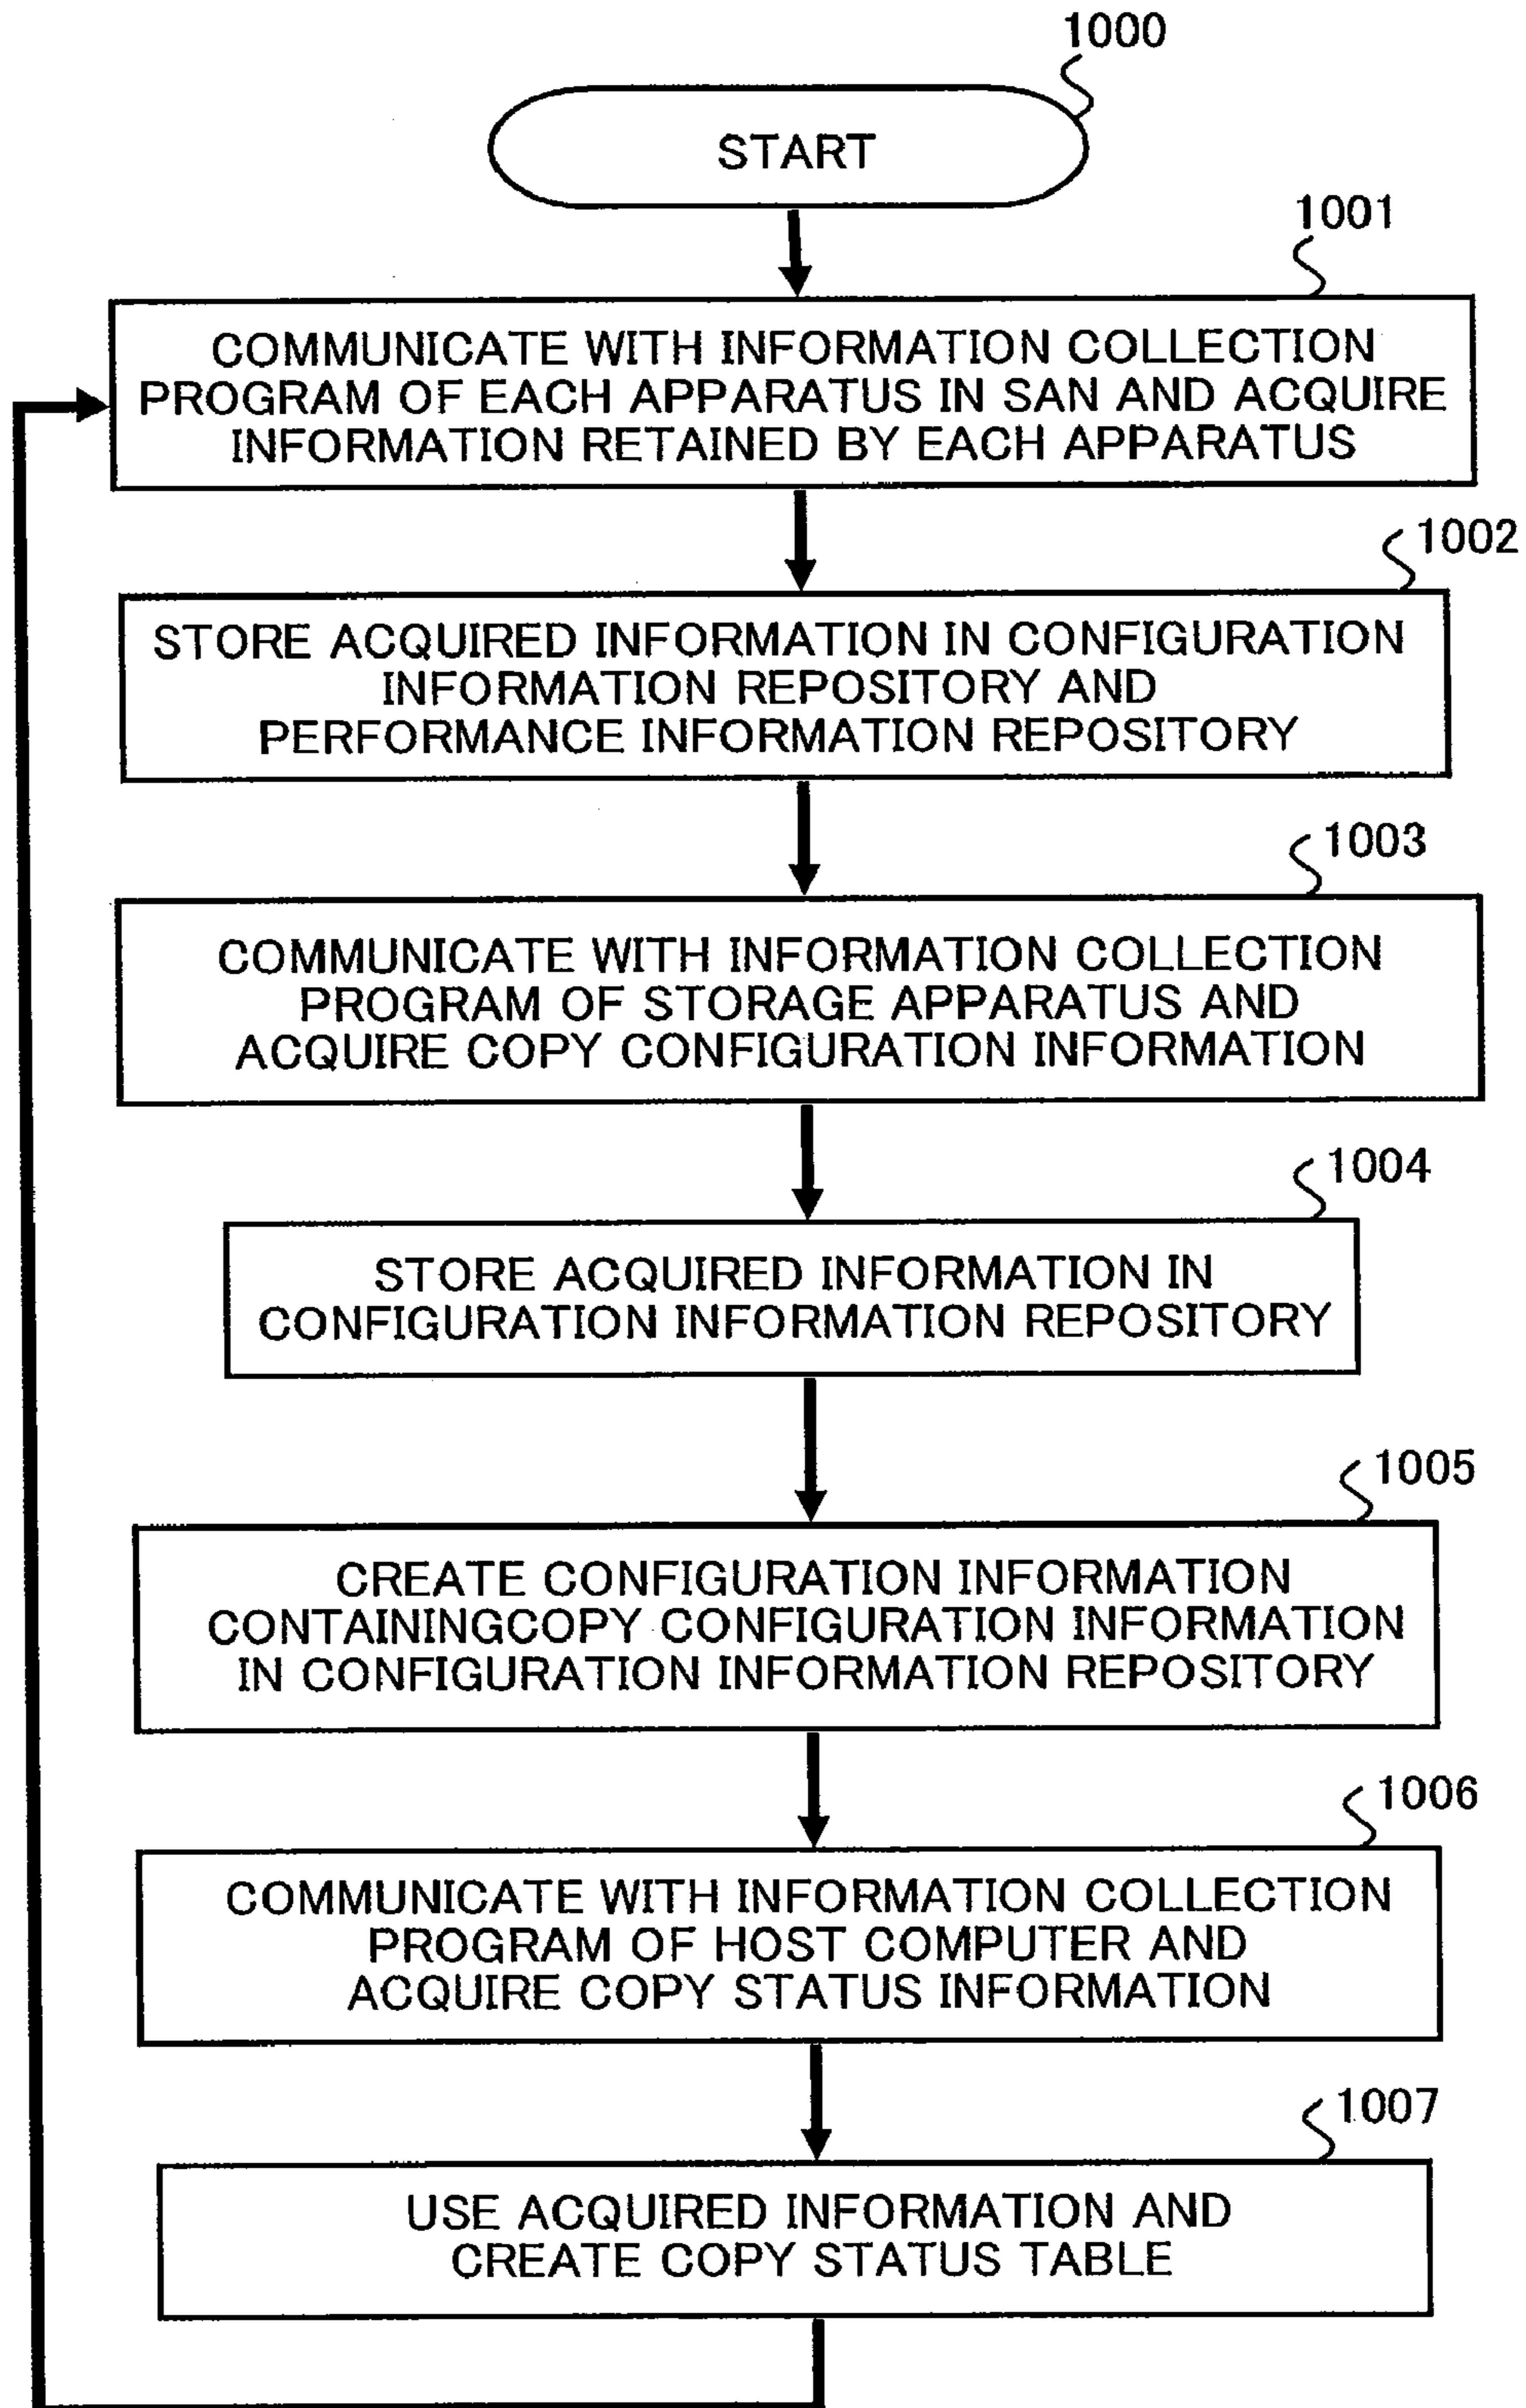 1000
START
1001
COMMUNICATE WITH INFORMATION COLLECTION
PROGRAM OF EACH APPARATUS IN SAN AND ACQUIRE
INFORMATION RETAINED BY EACH APPARATUS
1002
STORE ACQUIRED INFORMATION IN CONFIGURATION
INFORMATION REPOSITORY AND
PERFORMANCE INFORMATION REPOSITORY
1003
COMMUNICATE WITH INFORMATION COLLECTION
PROGRAM OF STORAGE APPARATUS AND
ACQUIRE COPY CONFIGURATION INFORMATION
1004
STORE ACQUIRED INFORMATION IN
CONFIGURATION INFORMATION REPOSITORY
1005
CREATE CONFIGURATION INFORMATION
CONTAININGCOPY CONFIGURATION INFORMATION
IN CONFIGURATION INFORMATION REPOSITORY
1006
COMMUNICATE WITH INFORMATION COLLECTION
PROGRAM OF HOST COMPUTER AND
ACQUIRE COPY STATUS INFORMATION
1007
USE ACQUIRED INFORMATION AND
CREATE COPY STATUS TABLE